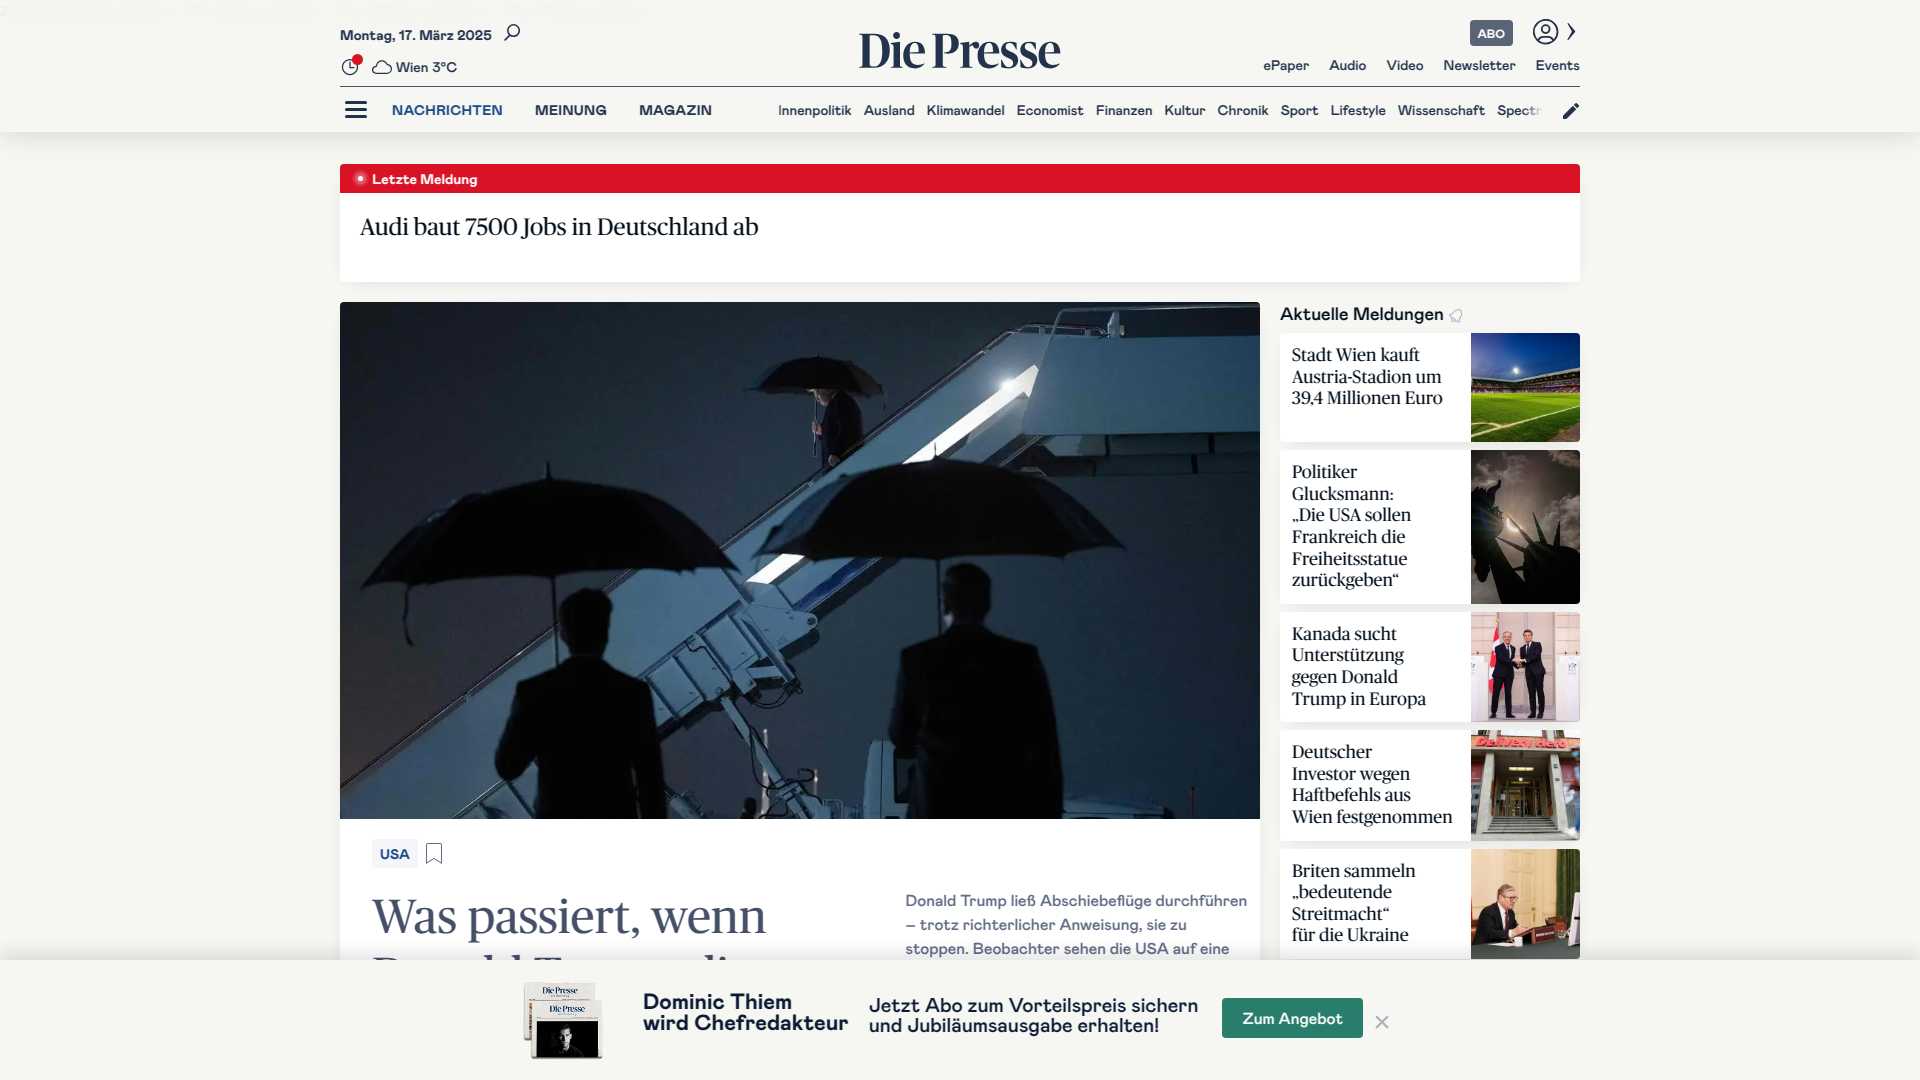 Montag, 17. März 2025
Wien 3°C
Die Presse
ABO
ePaper Audio Video Newsletter Events
NACHRICHTEN MEINUNG MAGAZIN
Innenpolitik Ausland Klimawandel Economist Finanzen Kultur Chronik Sport Lifestyle Wissenschaft
Letzte Meldung
Audi baut 7500 Jobs in Deutschland ab
Aktuelle Meldungen
Stadt Wien kauft
Austria-Stadion um
39,4 Millionen Euro
Politiker
Glucksmann:
„Die USA sollen
Frankreich die
Freiheitsstatue
zurückgeben“
Kanada sucht
Unterstützung
gegen Donald
Trump in Europa
Deutscher
Investor wegen
Haftbefehls aus
Wien festgenommen
Delivery Hero
Briten sammeln
„bedeutende
Streitmacht“
für die Ukraine
USA
Was passiert, wenn
Donald Trump ließ Abschiebeflüge durchführen
– trotz richterlicher Anweisung, sie zu
stoppen. Beobachter sehen die USA auf eine
Die Presse
Die Presse
Dominic Thiem
wird Chefredakteur
Jetzt Abo zum Vorteilspreis sichern
und Jubiläumsausgabe erhalten!
Zum Angebot